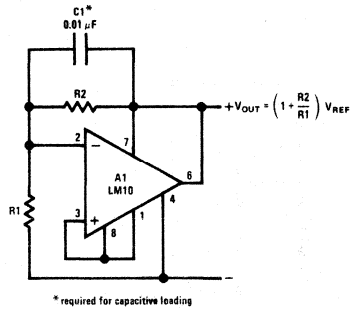 C1*
0.01 μF
R2
+VOUT = (1 + R2/R1) VREF
2
−
7
A1
LM10
6
4
3
+
1
8
R1
−
*required for capacitive loading